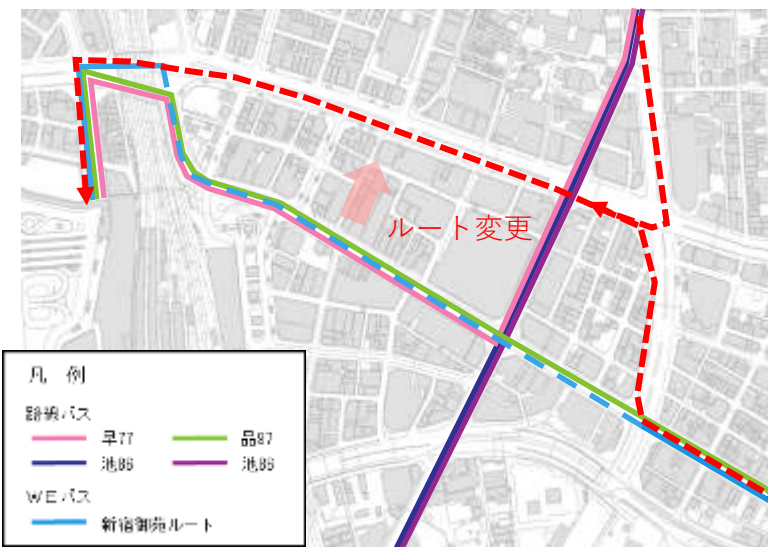 ルート変更
凡 例
路線バス
早77 品97
池86 池86
WEバス
新宿御苑ルート